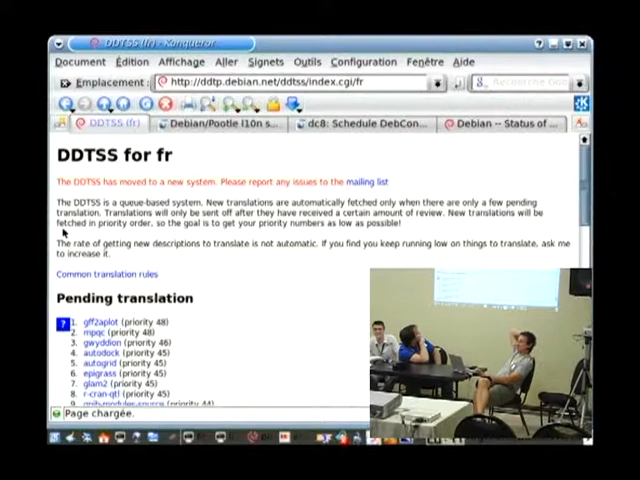 DDTSS (fr) - Konqueror
Document Édition Affichage Aller Signets Outils Configuration Fenêtre Aide
Emplacement : http://ddtp.debian.net/ddtss/index.cgi/fr
DDTSS (fr) Debian/Pootle l10n s... dc8: Schedule DebCon... Debian -- Status of ...
DDTSS for fr
The DDTSS has moved to a new system. Please report any issues to the mailing list
The DDTSS is a queue-based system. New translations are automatically fetched only when there are only a few pending
translation. Translations will only be sent off after they have received a certain amount of review. New translations will be
fetched in priority order, so the goal is to get your priority numbers as low as possible!
The rate of getting new descriptions to translate is not automatic. If you find you keep running low on things to translate, ask me
to increase it.
Common translation rules
Pending translation
? 1. gff2aplot (priority 48)
2. mpqc (priority 48)
3. gwyddion (priority 46)
4. autodock (priority 45)
5. autogrid (priority 45)
6. epigrass (priority 45)
7. glam2 (priority 45)
8. r-cran-qtl (priority 45)
9. gpib-modules-source (priority 44)
Page chargée.